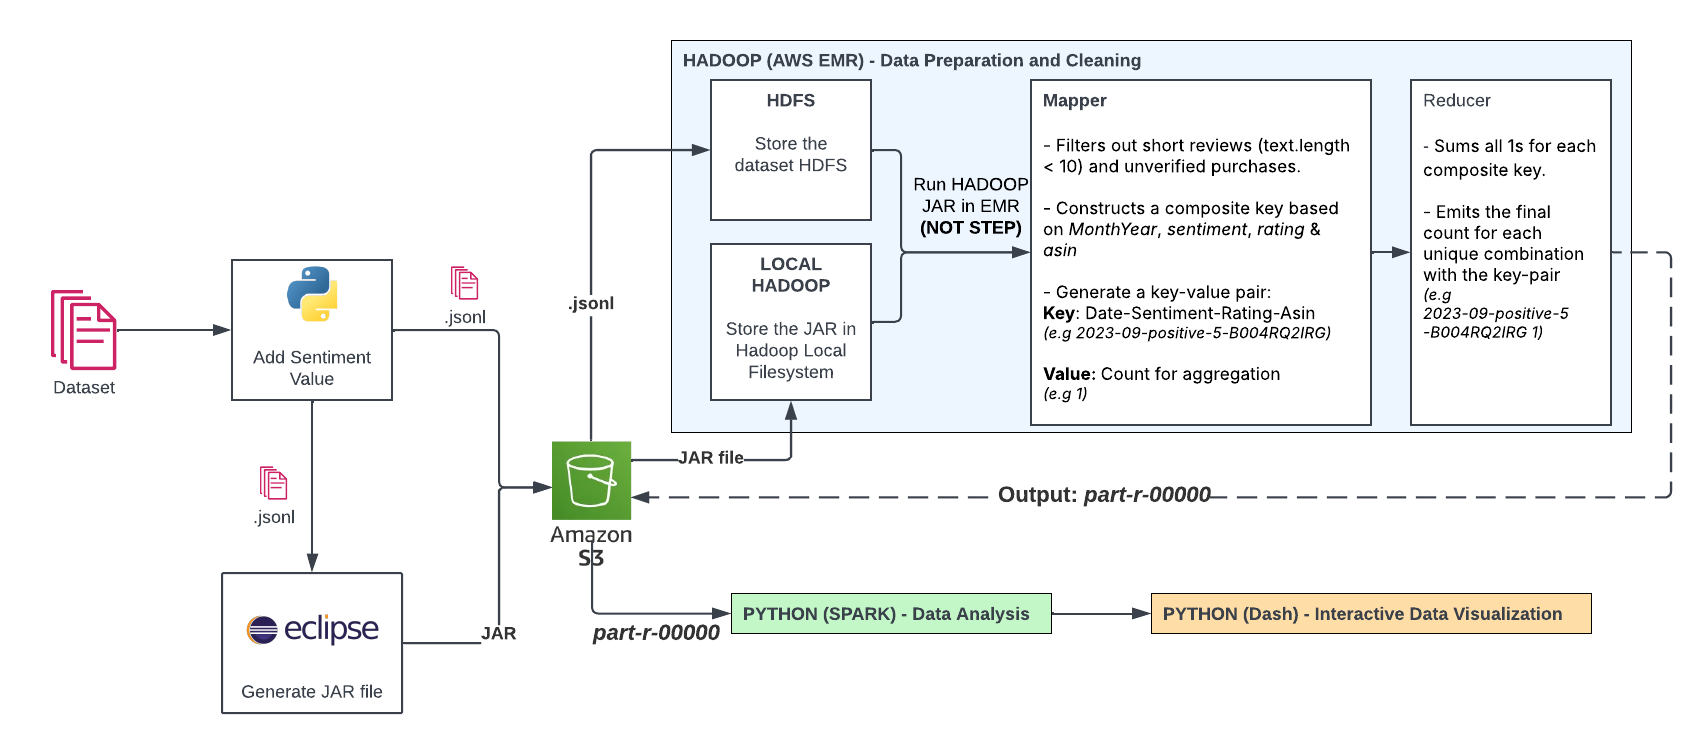 HADOOP (AWS EMR) - Data Preparation and Cleaning
HDFS
Store the
dataset HDFS
LOCAL
HADOOP
Store the JAR in
Hadoop Local
Filesystem
Run HADOOP
JAR in EMR
(NOT STEP)
Mapper
- Filters out short reviews (text.length
< 10) and unverified purchases.
- Constructs a composite key based
on MonthYear, sentiment, rating &
asin
- Generate a key-value pair:
Key: Date-Sentiment-Rating-Asin
(e.g 2023-09-positive-5-B004RQ2IRG)
Value: Count for aggregation
(e.g 1)
Reducer
- Sums all 1s for each
composite key.
- Emits the final
count for each
unique combination
with the key-pair
(e.g
2023-09-positive-5
-B004RQ2IRG 1)
Dataset
Add Sentiment
Value
.jsonl
.jsonl
.jsonl
eclipse
Generate JAR file
JAR
Amazon
S3
JAR file
Output: part-r-00000
part-r-00000
PYTHON (SPARK) - Data Analysis
PYTHON (Dash) - Interactive Data Visualization